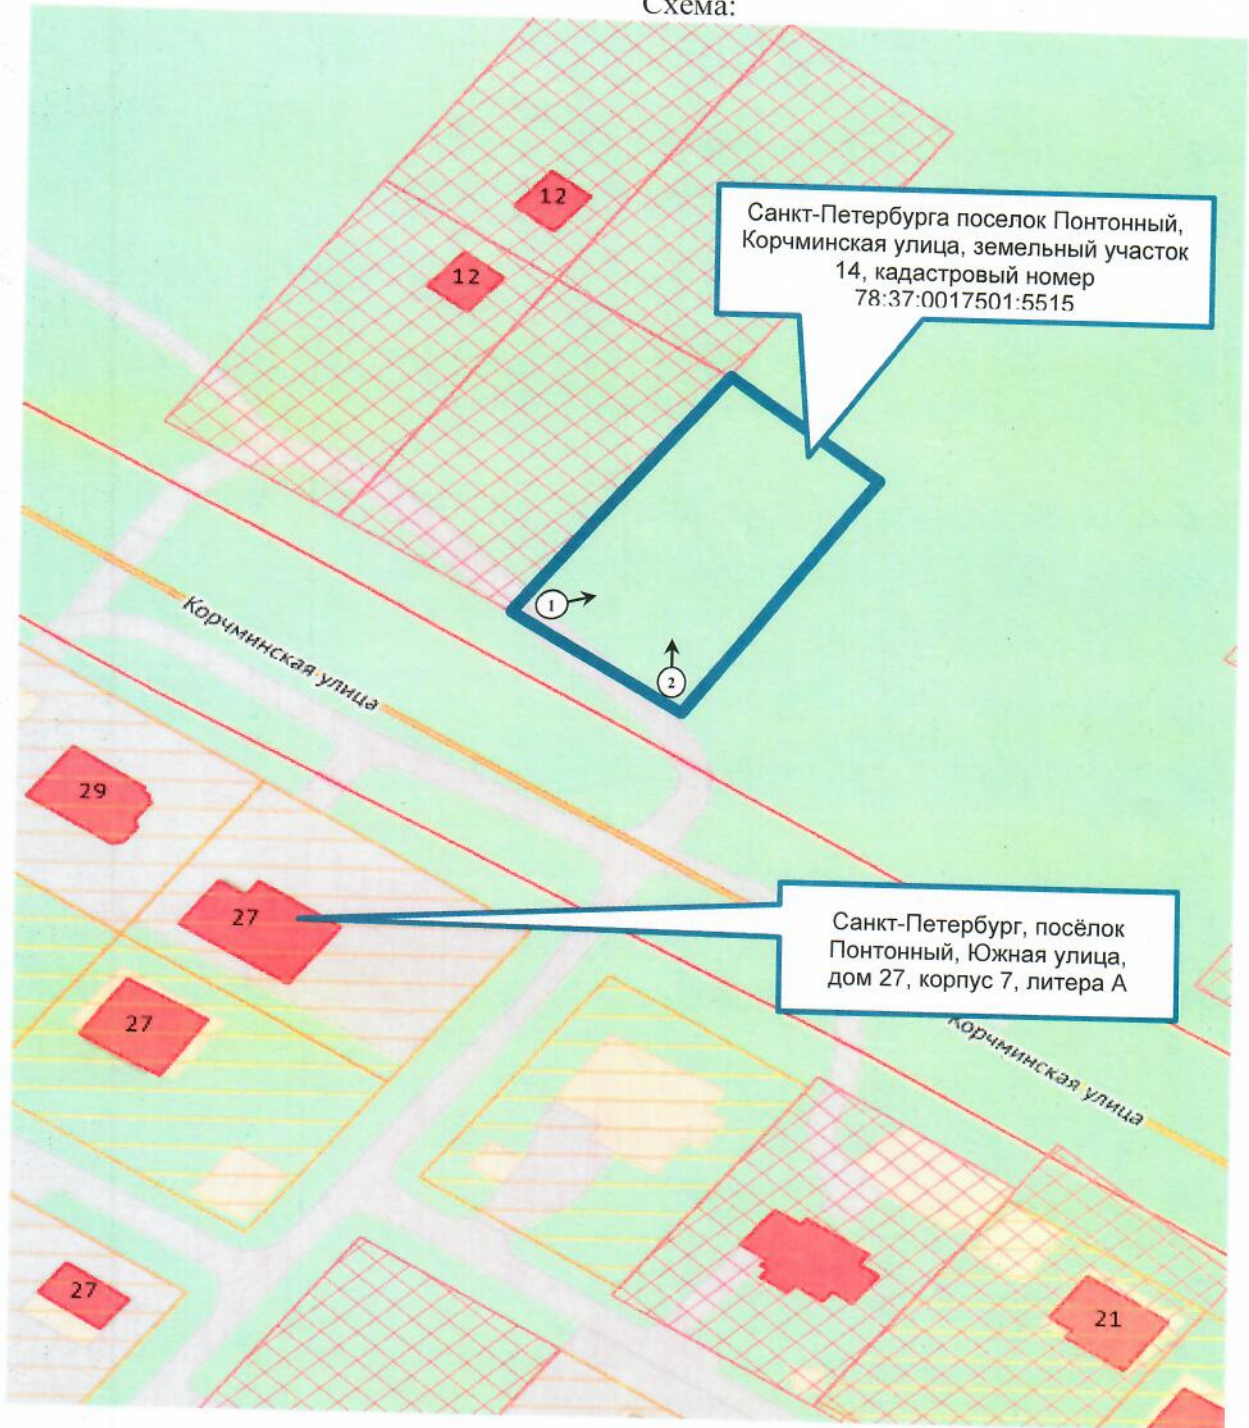 Схема:
12
12
Санкт-Петербурга поселок Понтонный,
Корчминская улица, земельный участок
14, кадастровый номер
78:37:0017501:5515
1
2
Корчминская улица
29
27
Санкт-Петербург, посёлок
Понтонный, Южная улица,
дом 27, корпус 7, литера А
27
Корчминская улица
27
21